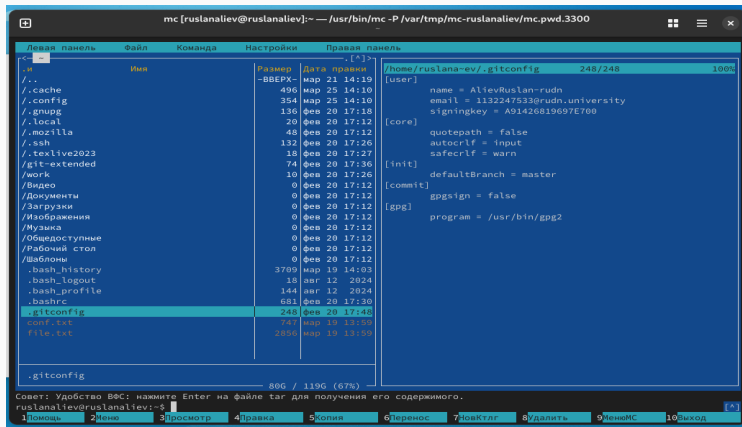 mc [ruslanaliev@ruslanaliev]:~ — /usr/bin/mc -P /var/tmp/mc-ruslanaliev/mc.pwd.3300
Левая панель Файл Команда Настройки Правая панель
<- ~ .[^]>
.и Имя Размер Дата правки
/.. -ВВЕРХ- мар 21 14:19
/.cache 496 мар 25 14:10
/.config 354 мар 25 14:10
/.gnupg 136 фев 20 17:18
/.local 20 фев 20 17:12
/.mozilla 48 фев 20 17:12
/.ssh 132 фев 20 17:26
/.texlive2023 18 фев 20 17:27
/git-extended 74 фев 20 17:36
/work 10 фев 20 17:26
/Видео 0 фев 20 17:12
/Документы 0 фев 20 17:12
/Загрузки 0 фев 20 17:12
/Изображения 0 фев 20 17:12
/Музыка 0 фев 20 17:12
/Общедоступные 0 фев 20 17:12
/Рабочий стол 0 фев 20 17:12
/Шаблоны 0 фев 20 17:12
.bash_history 3709 мар 19 14:03
.bash_logout 18 авг 12 2024
.bash_profile 144 авг 12 2024
.bashrc 681 фев 20 17:30
.gitconfig 248 фев 20 17:48
conf.txt 747 мар 19 13:59
file.txt 2856 мар 19 13:59
.gitconfig
80G / 119G (67%)
/home/ruslana~ev/.gitconfig 248/248 100%
[user]
name = AlievRuslan-rudn
email = 1132247533@rudn.university
signingkey = A91426819697E700
[core]
quotepath = false
autocrlf = input
safecrlf = warn
[init]
defaultBranch = master
[commit]
gpgsign = false
[gpg]
program = /usr/bin/gpg2
Совет: Удобство ВФС: нажмите Enter на файле tar для получения его содержимого.
ruslanaliev@ruslanaliev:~$ [^]
1Помощь 2Меню 3Просмотр 4Правка 5Копия 6Перенос 7НовКтлг 8Удалить 9МенюМС 10Выход